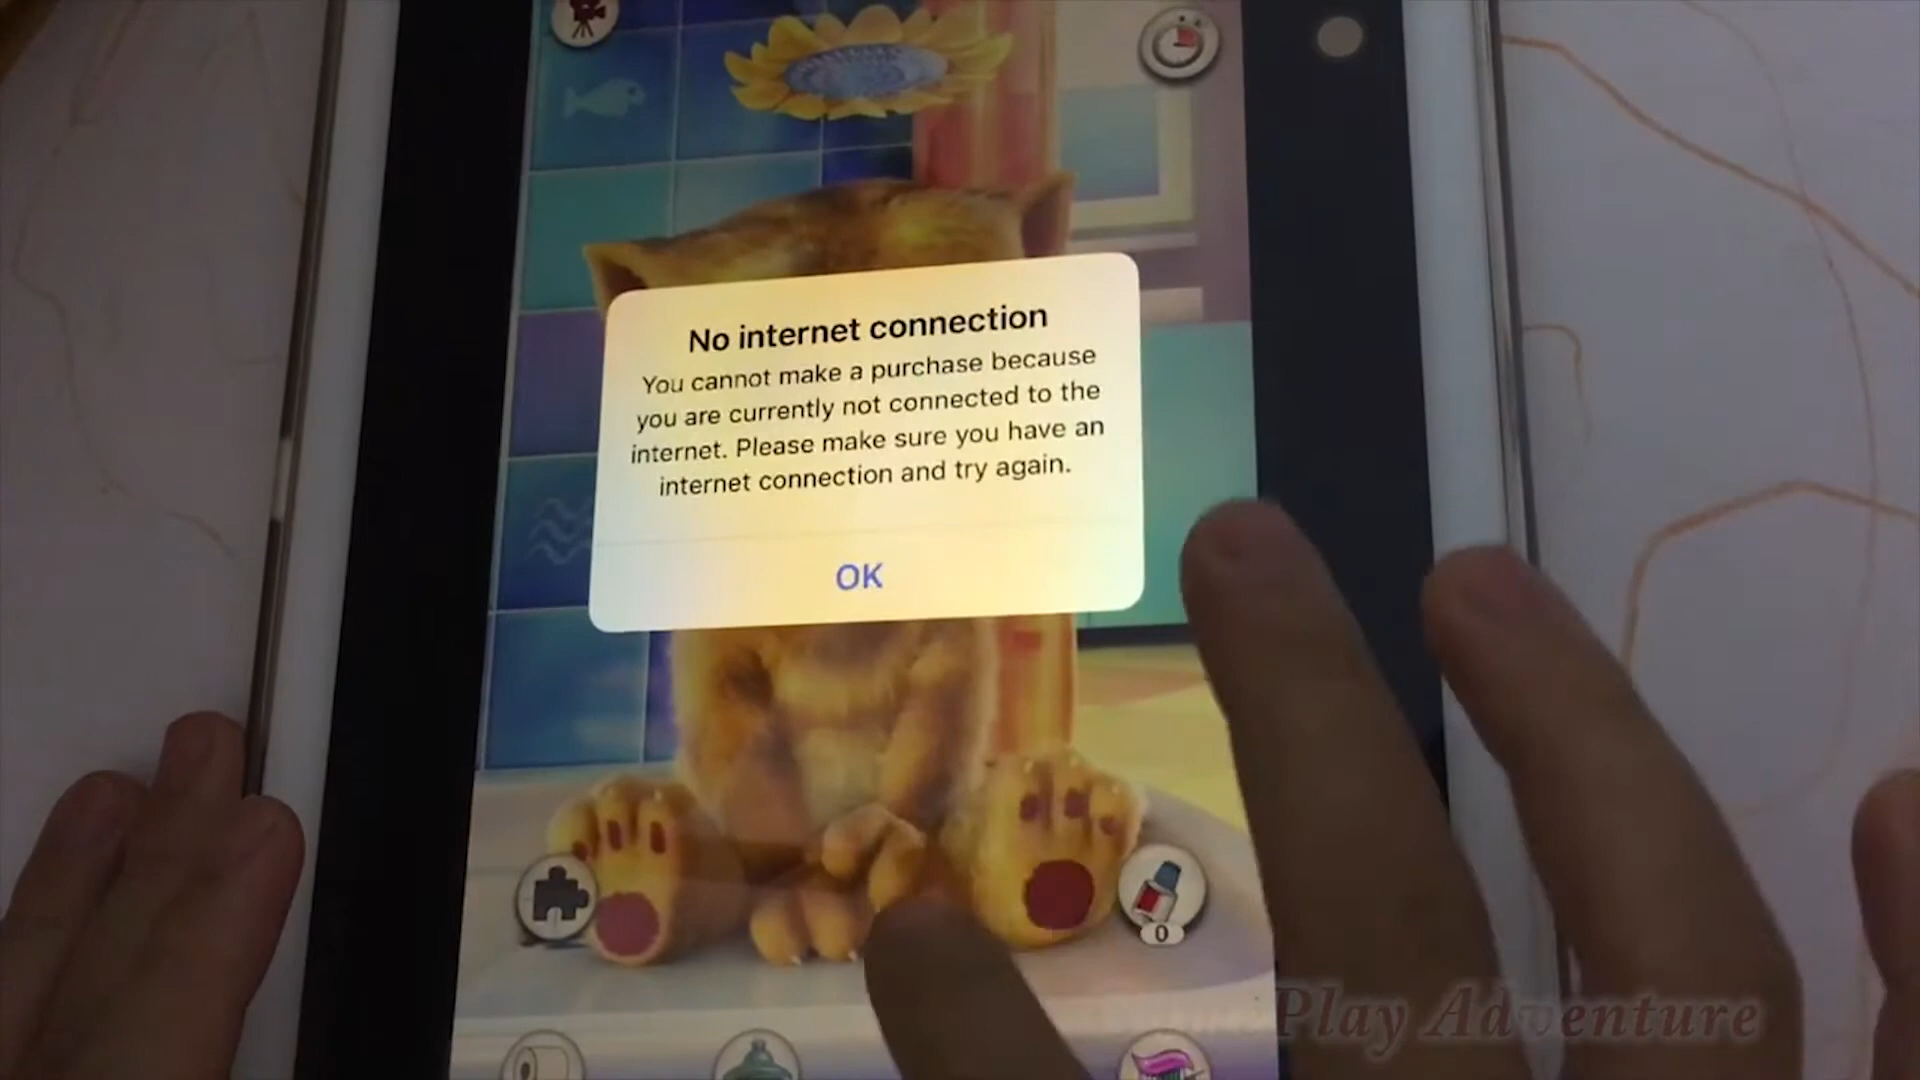 No internet connection
You cannot make a purchase because
you are currently not connected to the
internet. Please make sure you have an
internet connection and try again.
OK
0
Play Adventure